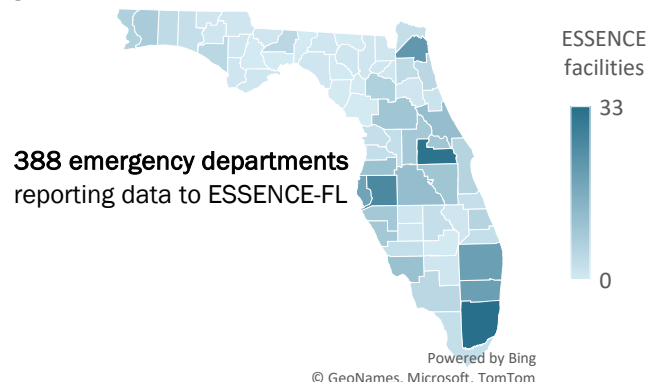 ESSENCE
facilities
33
388 emergency departments
reporting data to ESSENCE-FL
0
Powered by Bing
© GeoNames, Microsoft, TomTom